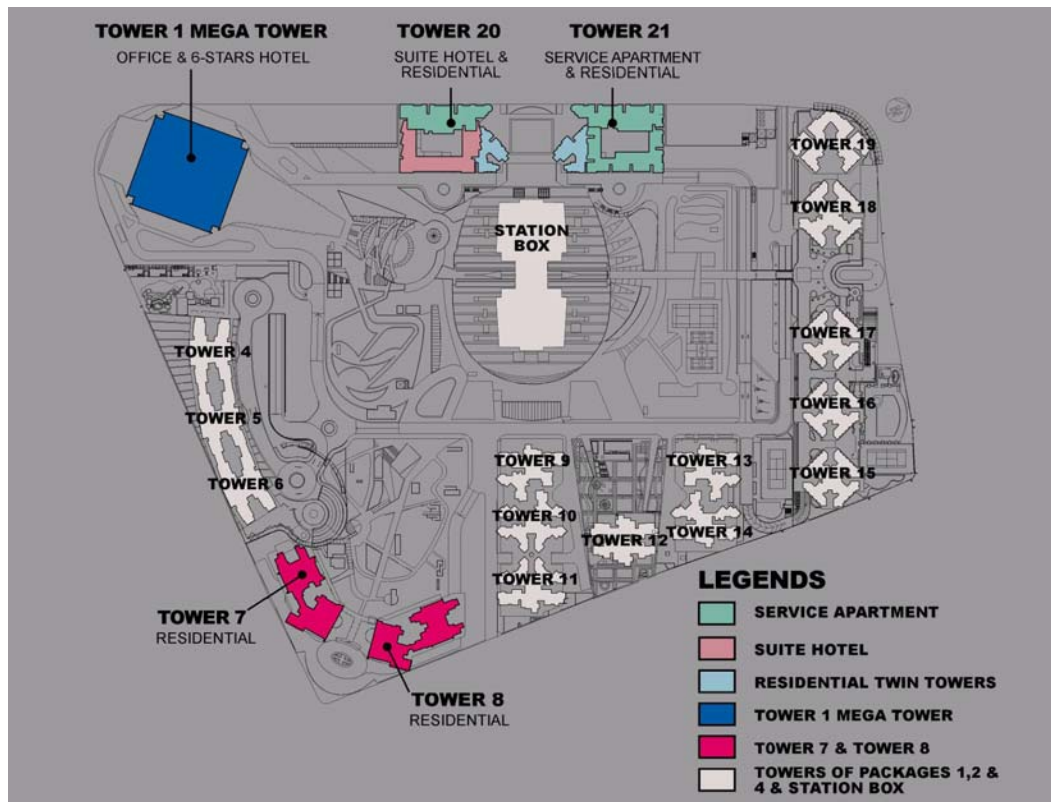 TOWER 1 MEGA TOWER
OFFICE & 6-STARS HOTEL
TOWER 20
SUITE HOTEL &
RESIDENTIAL
TOWER 21
SERVICE APARTMENT
& RESIDENTIAL
TOWER 19
TOWER 18
STATION
BOX
TOWER 17
TOWER 4
TOWER 16
TOWER 5
TOWER 9
TOWER 13
TOWER 15
TOWER 6
TOWER 10
TOWER 14
TOWER 12
TOWER 11
TOWER 7
RESIDENTIAL
TOWER 8
RESIDENTIAL
LEGENDS
SERVICE APARTMENT
SUITE HOTEL
RESIDENTIAL TWIN TOWERS
TOWER 1 MEGA TOWER
T0WER 7 & TOWER 8
TOWERS OF PACKAGES 1,2 &
4 & STATION BOX